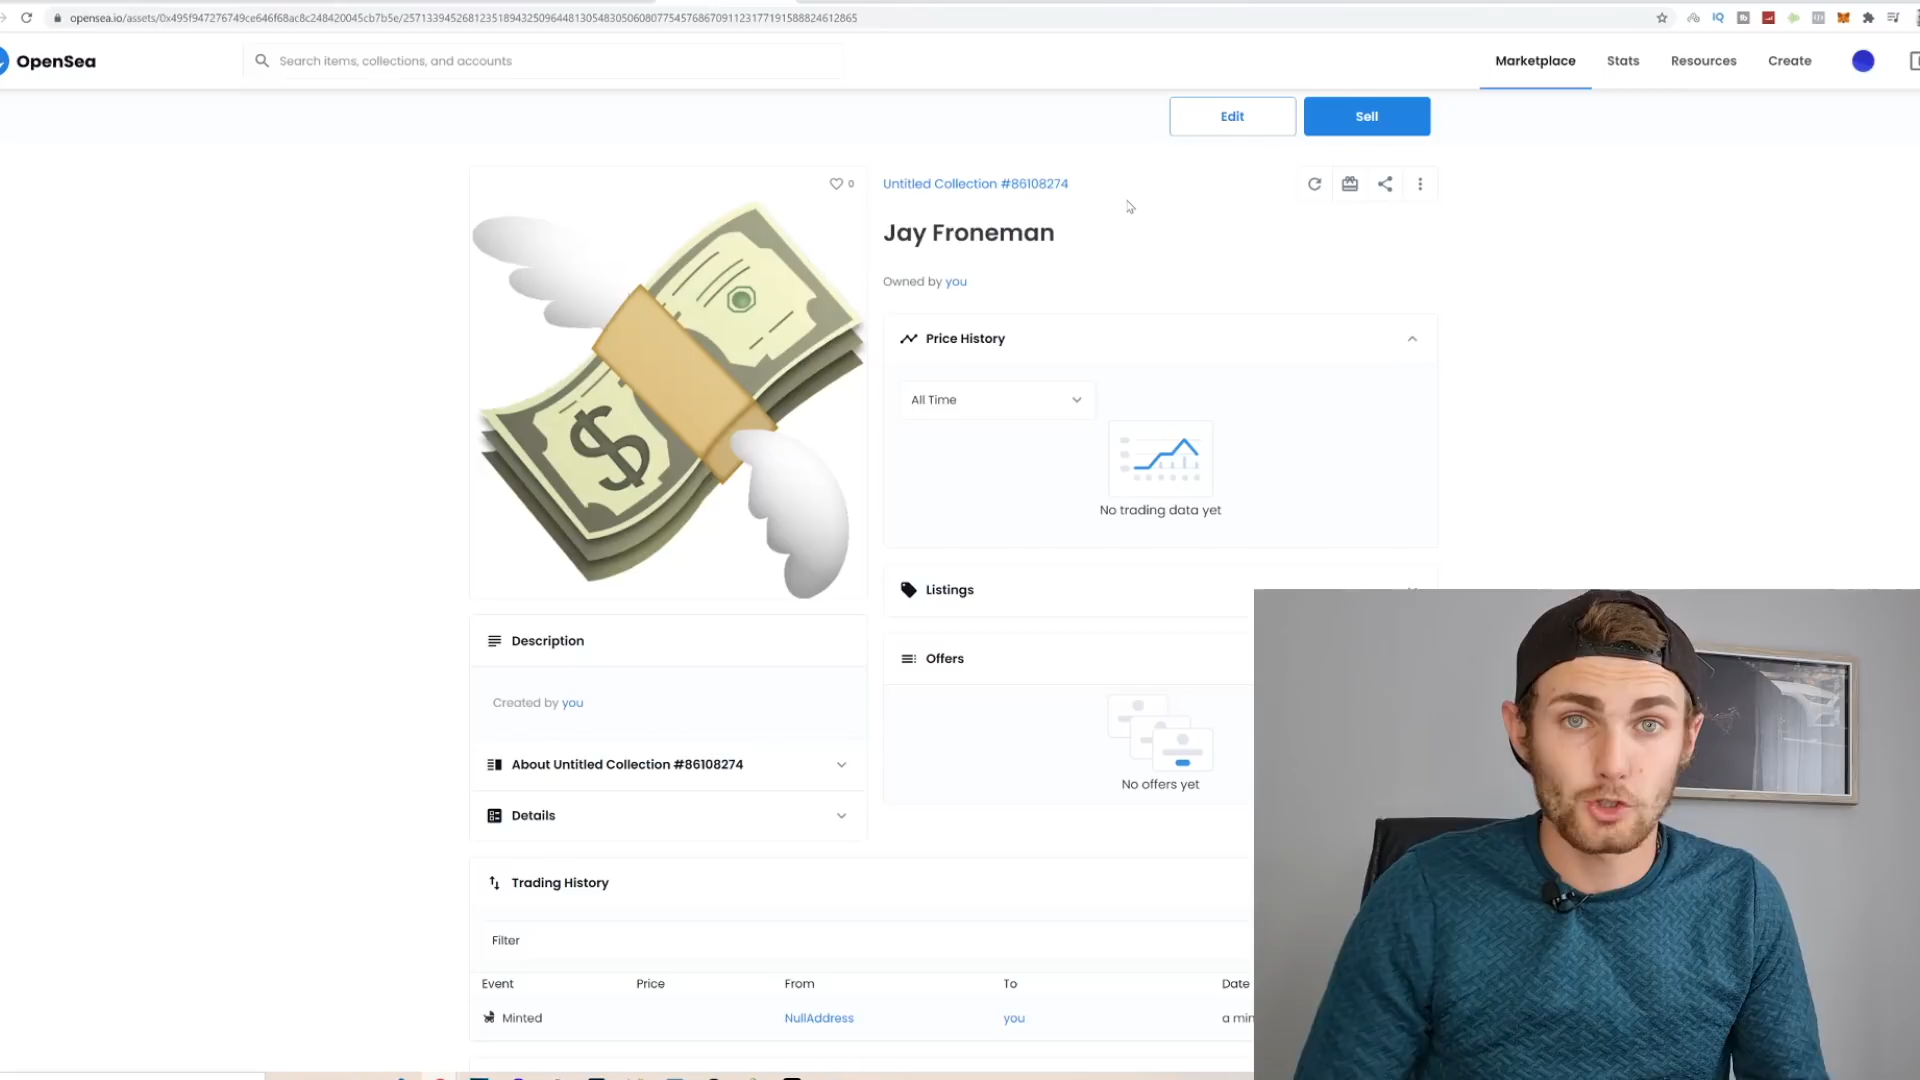 opensea.io/assets/0x495f947276749ce646f68ac8c248420045cb7b5e/25713394526812351894325096448130548305060807754576867091123177191588824612865
OpenSea
Search items, collections, and accounts
Marketplace
Stats
Resources
Create
Edit
Sell
0
Untitled Collection #86108274
Jay Froneman
Owned by you
Price History
All Time
No trading data yet
Listings
Offers
No offers yet
Description
Created by you
About Untitled Collection #86108274
Details
Trading History
Filter
Event Price From To Date
Minted NullAddress you a min